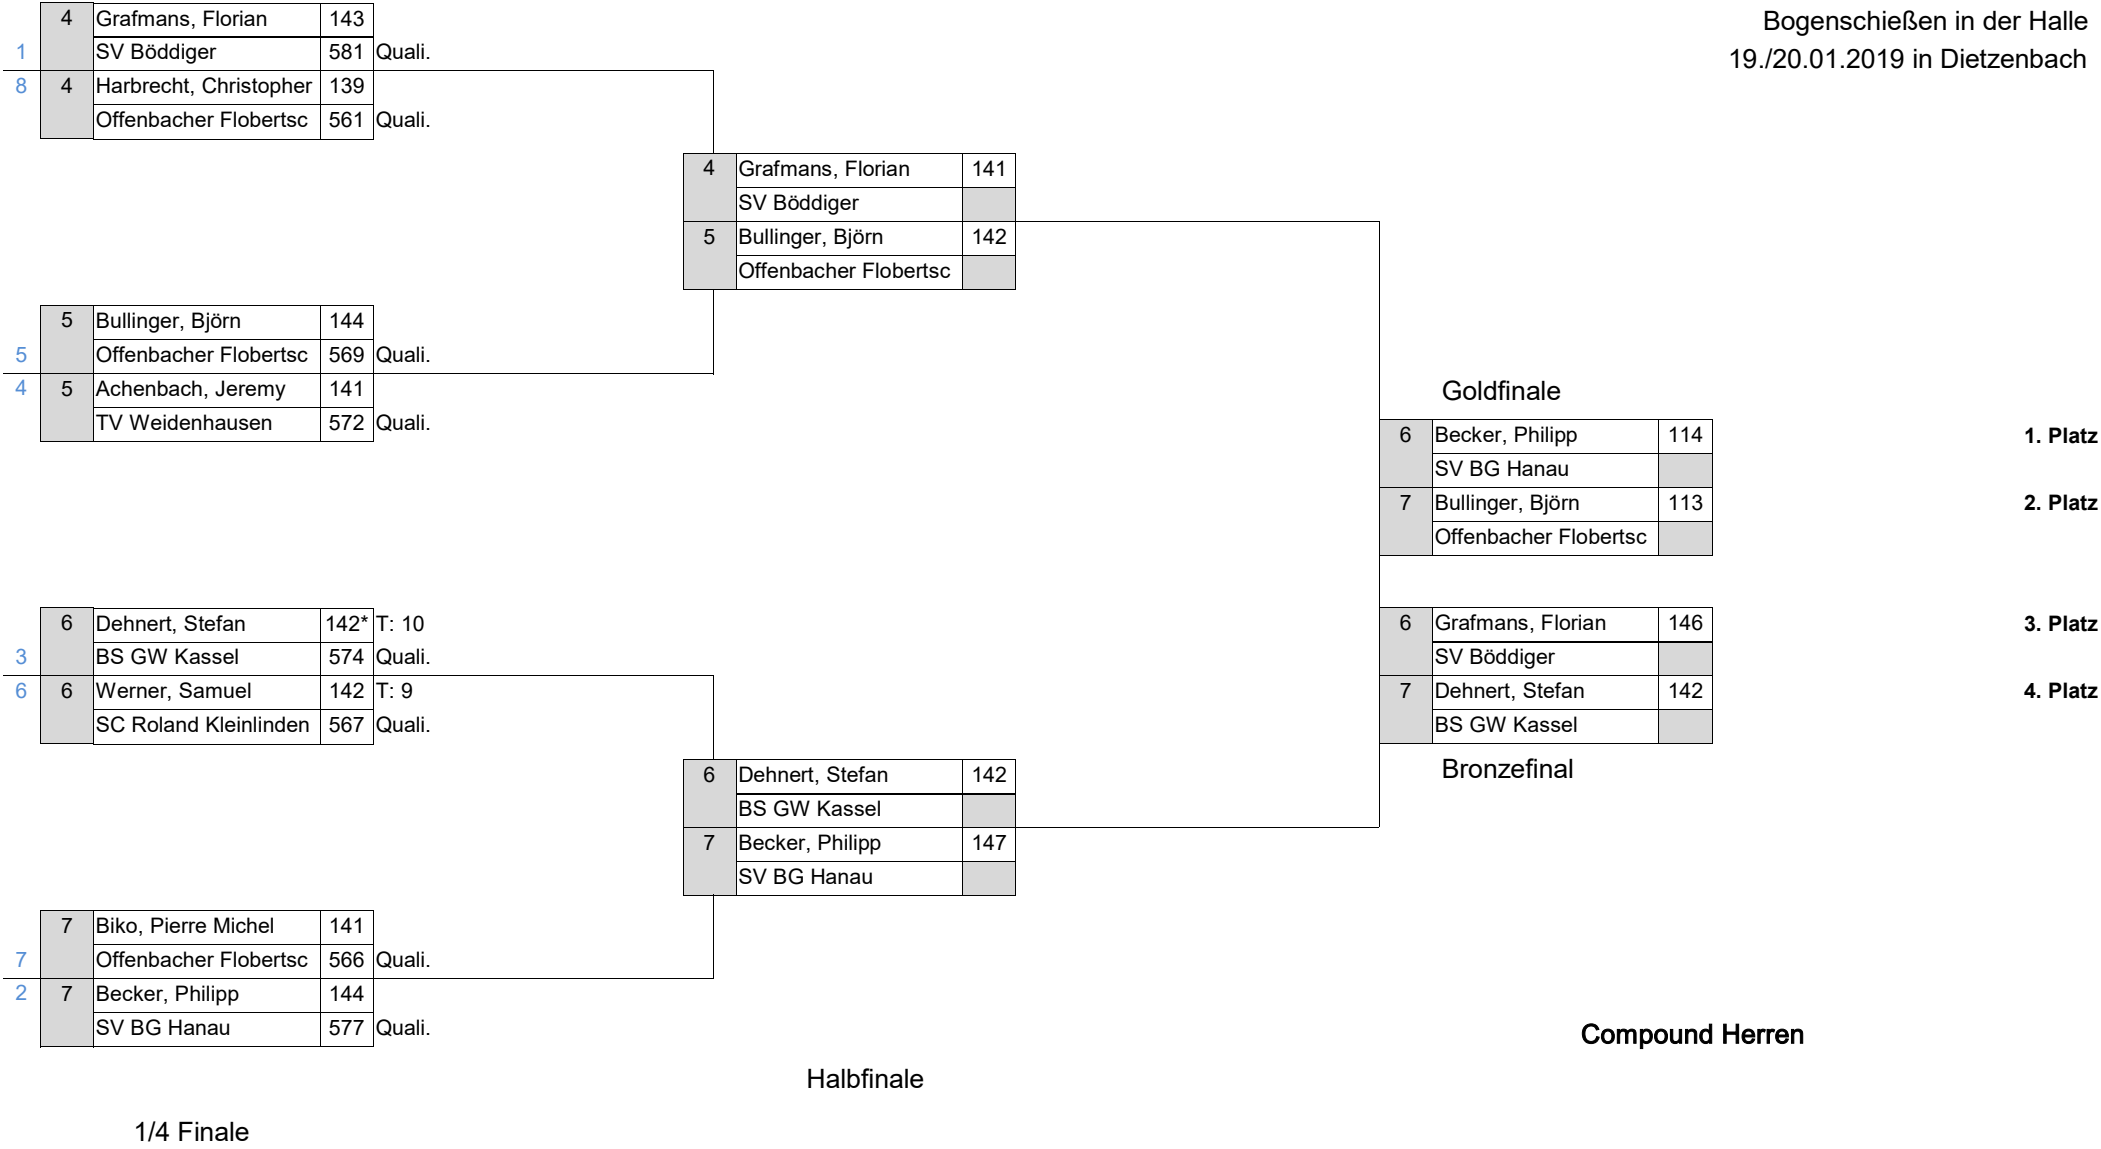 Bogenschießen in der Halle
19./20.01.2019 in Dietzenbach
4 Grafmans, Florian 143
1 SV Böddiger 581 Quali.
8 4 Harbrecht, Christopher 139
Offenbacher Flobertsc 561 Quali.
4 Grafmans, Florian 141
SV Böddiger
5 Bullinger, Björn 142
Offenbacher Flobertsc
5 Bullinger, Björn 144
5 Offenbacher Flobertsc 569 Quali.
4 5 Achenbach, Jeremy 141
TV Weidenhausen 572 Quali.
Goldfinale
6 Becker, Philipp 114 1. Platz
SV BG Hanau
7 Bullinger, Björn 113 2. Platz
Offenbacher Flobertsc
6 Dehnert, Stefan 142* T: 10
3 BS GW Kassel 574 Quali.
6 6 Werner, Samuel 142 T: 9
SC Roland Kleinlinden 567 Quali.
6 Grafmans, Florian 146 3. Platz
SV Böddiger
7 Dehnert, Stefan 142 4. Platz
BS GW Kassel
Bronzefinal
6 Dehnert, Stefan 142
BS GW Kassel
7 Becker, Philipp 147
SV BG Hanau
7 Biko, Pierre Michel 141
7 Offenbacher Flobertsc 566 Quali.
2 7 Becker, Philipp 144
SV BG Hanau 577 Quali.
Compound Herren
Halbfinale
1/4 Finale